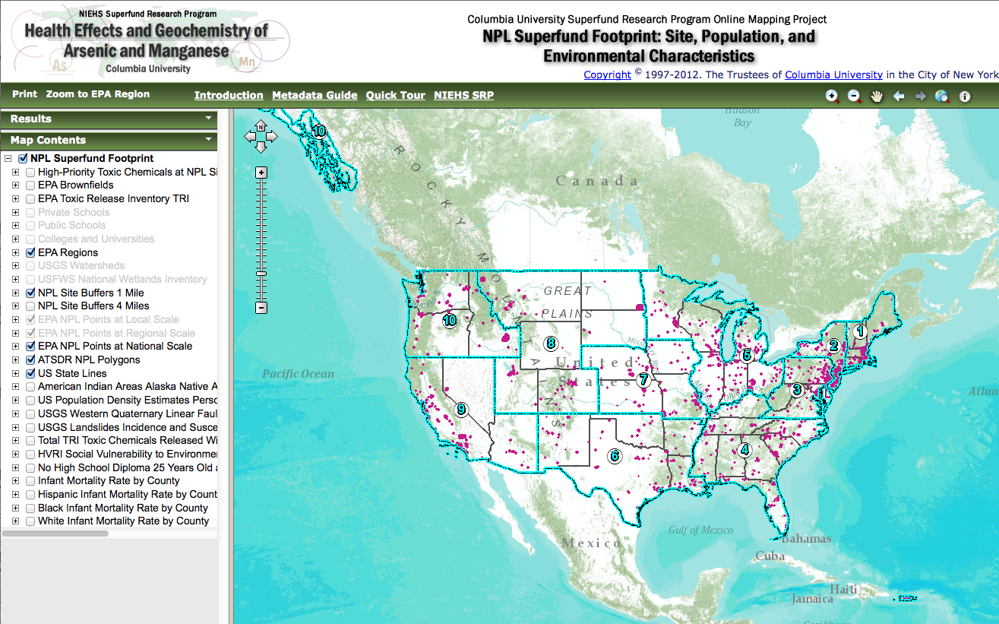 NIEHS Superfund Research Program
Health Effects and Geochemistry of
Arsenic and Manganese
As
Mn
Columbia University
Columbia University Superfund Research Program Online Mapping Project
NPL Superfund Footprint: Site, Population, and
Environmental Characteristics
Copyright © 1997-2012. The Trustees of Columbia University in the City of New York
Print Zoom to EPA Region Introduction Metadata Guide Quick Tour NIEHS SRP
Results
Map Contents
NPL Superfund Footprint
High-Priority Toxic Chemicals at NPL Si
EPA Brownfields
EPA Toxic Release Inventory TRI
Private Schools
Public Schools
Colleges and Universities
EPA Regions
USGS Watersheds
USFWS National Wetlands Inventory
NPL Site Buffers 1 Mile
NPL Site Buffers 4 Miles
EPA NPL Points at Local Scale
EPA NPL Points at Regional Scale
EPA NPL Points at National Scale
ATSDR NPL Polygons
US State Lines
American Indian Areas Alaska Native A
US Population Density Estimates Perso
USGS Western Quaternary Linear Faul
USGS Landslides Incidence and Susce
Total TRI Toxic Chemicals Released Wi
HVRI Social Vulnerability to Environme
No High School Diploma 25 Years Old a
Infant Mortality Rate by County
Hispanic Infant Mortality Rate by Count
Black Infant Mortality Rate by County
White Infant Mortality Rate by County
N
10
Hudson
Bay
Canada
ROCKY MOUNTAINS
GREAT
PLAINS
10
8
United
States
7
9
6
5
4
3
2
1
Pacific Ocean
Atlan
Gulf of Mexico
Mexico
Bahamas
Cuba
Haiti
Jamaica